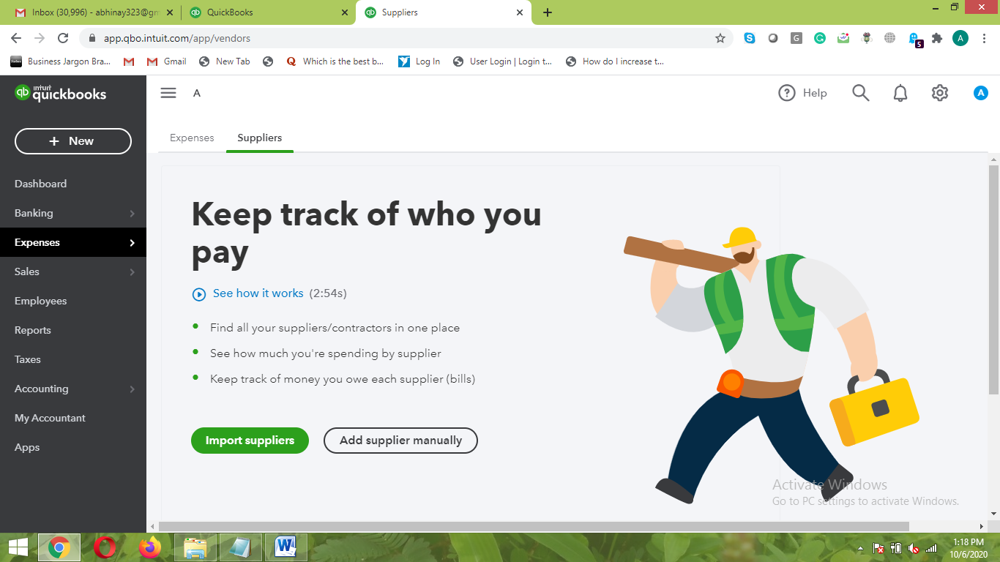 Inbox (30,996) - abhinay323@gm
QuickBooks
Suppliers
app.qbo.intuit.com/app/vendors
5
A
Business Jargon Bra...
Gmail
New Tab
Which is the best b...
Log In
User Login | Login t...
How do I increase t...
intuit
quickbooks
A
Help
A
+ New
Expenses
Suppliers
Dashboard
Banking
Expenses
Sales
Employees
Reports
Taxes
Accounting
My Accountant
Apps
Keep track of who you
pay
See how it works (2:54s)
Find all your suppliers/contractors in one place
See how much you're spending by supplier
Keep track of money you owe each supplier (bills)
Import suppliers
Add supplier manually
Activate Windows
Go to PC settings to activate Windows.
1:18 PM
10/6/2020